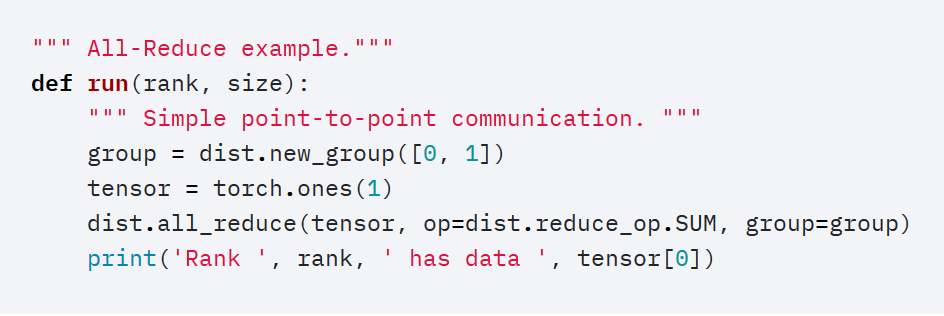 """ All-Reduce example."""
def run(rank, size):
    """ Simple point-to-point communication. """
    group = dist.new_group([0, 1])
    tensor = torch.ones(1)
    dist.all_reduce(tensor, op=dist.reduce_op.SUM, group=group)
    print('Rank ', rank, ' has data ', tensor[0])